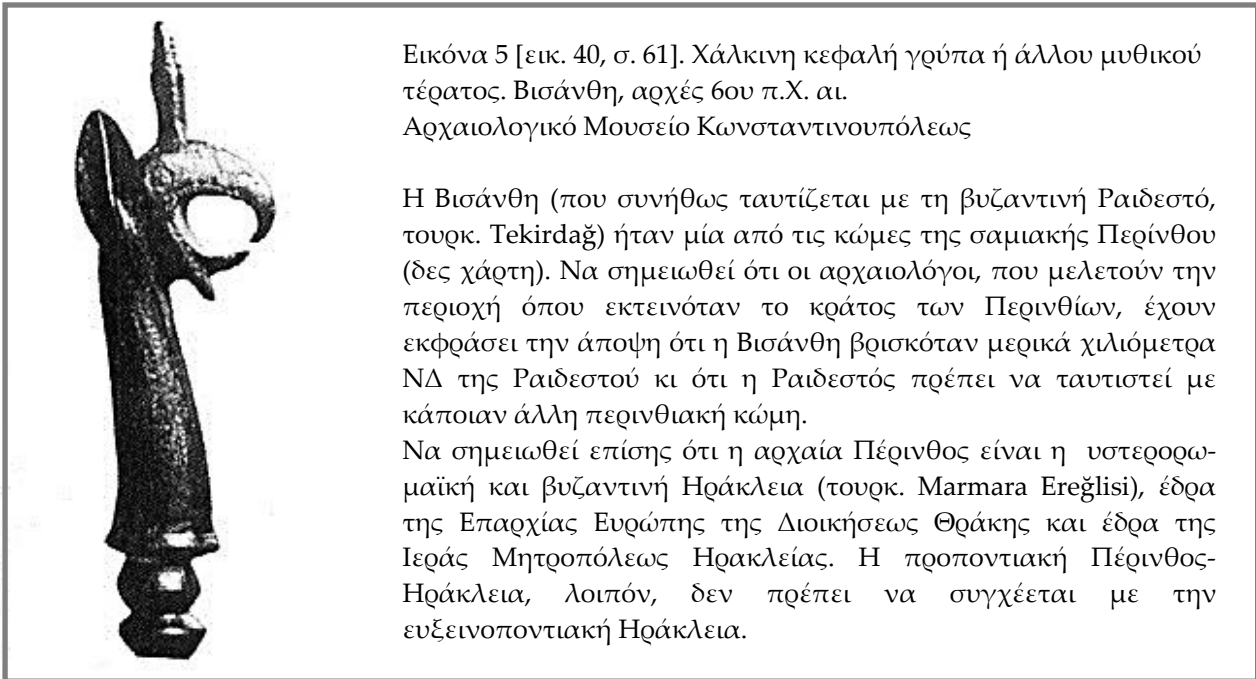 Εικόνα 5 [εικ. 40, σ. 61]. Χάλκινη κεφαλή γρύπα ή άλλου μυθικού
τέρατος. Βισάνθη, αρχές 6ου π.Χ. αι.
Αρχαιολογικό Μουσείο Κωνσταντινουπόλεως
Η Βισάνθη (που συνήθως ταυτίζεται με τη βυζαντινή Ραιδεστό,
τουρκ. Tekirdağ) ήταν μία από τις κώμες της σαμιακής Περίνθου
(δες χάρτη). Να σημειωθεί ότι οι αρχαιολόγοι, που μελετούν την
περιοχή όπου εκτεινόταν το κράτος των Περινθίων, έχουν
εκφράσει την άποψη ότι η Βισάνθη βρισκόταν μερικά χιλιόμετρα
ΝΔ της Ραιδεστού κι ότι η Ραιδεστός πρέπει να ταυτιστεί με
κάποιαν άλλη περινθιακή κώμη.
Να σημειωθεί επίσης ότι η αρχαία Πέρινθος είναι η υστερορω-
μαϊκή και βυζαντινή Ηράκλεια (τουρκ. Marmara Ereğlisi), έδρα
της Επαρχίας Ευρώπης της Διοικήσεως Θράκης και έδρα της
Ιεράς Μητροπόλεως Ηρακλείας. Η προποντιακή Πέρινθος-
Ηράκλεια, λοιπόν, δεν πρέπει να συγχέεται με την
ευξεινοποντιακή Ηράκλεια.